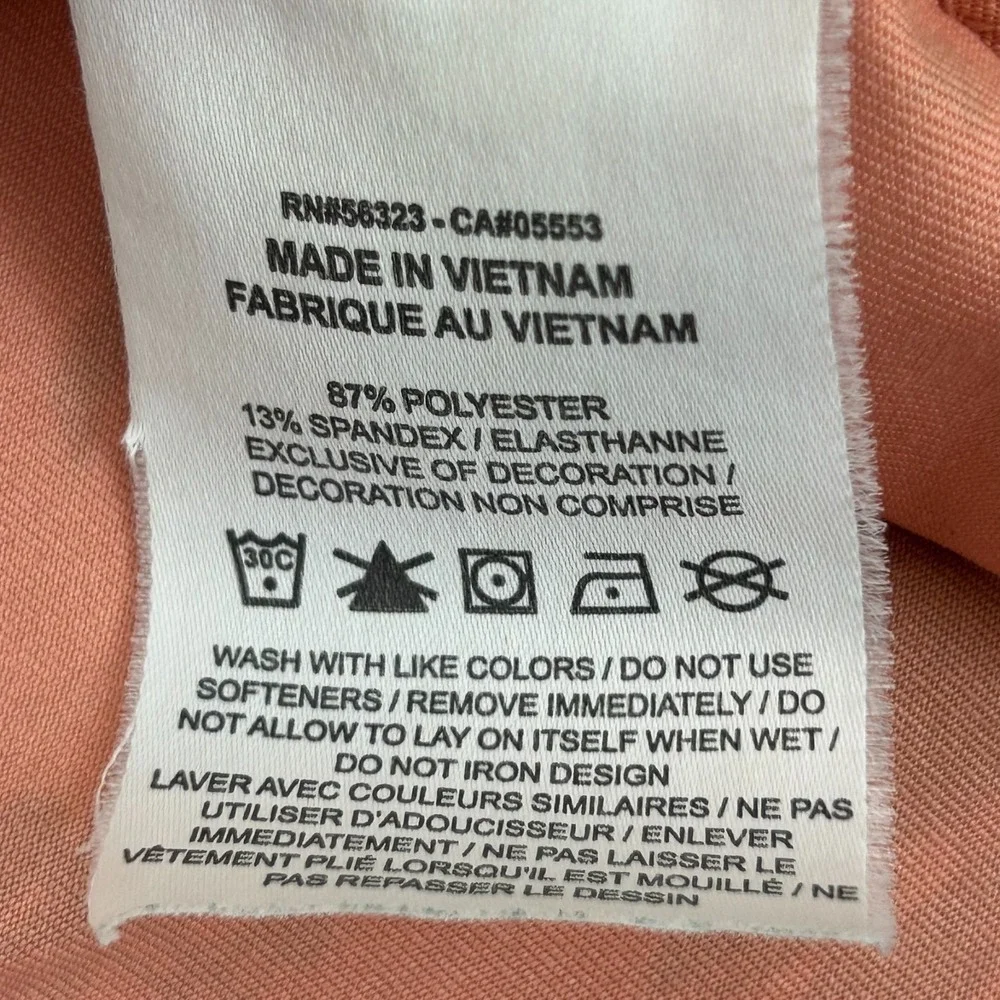 RN#56323 - CA#05553
MADE IN VIETNAM
FABRIQUE AU VIETNAM
87% POLYESTER
13% SPANDEX / ELASTHANNE
EXCLUSIVE OF DECORATION /
DECORATION NON COMPRISE
30C
WASH WITH LIKE COLORS / DO NOT USE
SOFTENERS / REMOVE IMMEDIATELY / DO
NOT ALLOW TO LAY ON ITSELF WHEN WET /
DO NOT IRON DESIGN
LAVER AVEC COULEURS SIMILAIRES / NE PAS
UTILISER D'ADOUCISSEUR / ENLEVER
IMMEDIATEMENT / NE PAS LAISSER LE
VÊTEMENT PLIÉ LORSQU'IL EST MOUILLÉ / NE
PAS REPASSER LE DESSIN